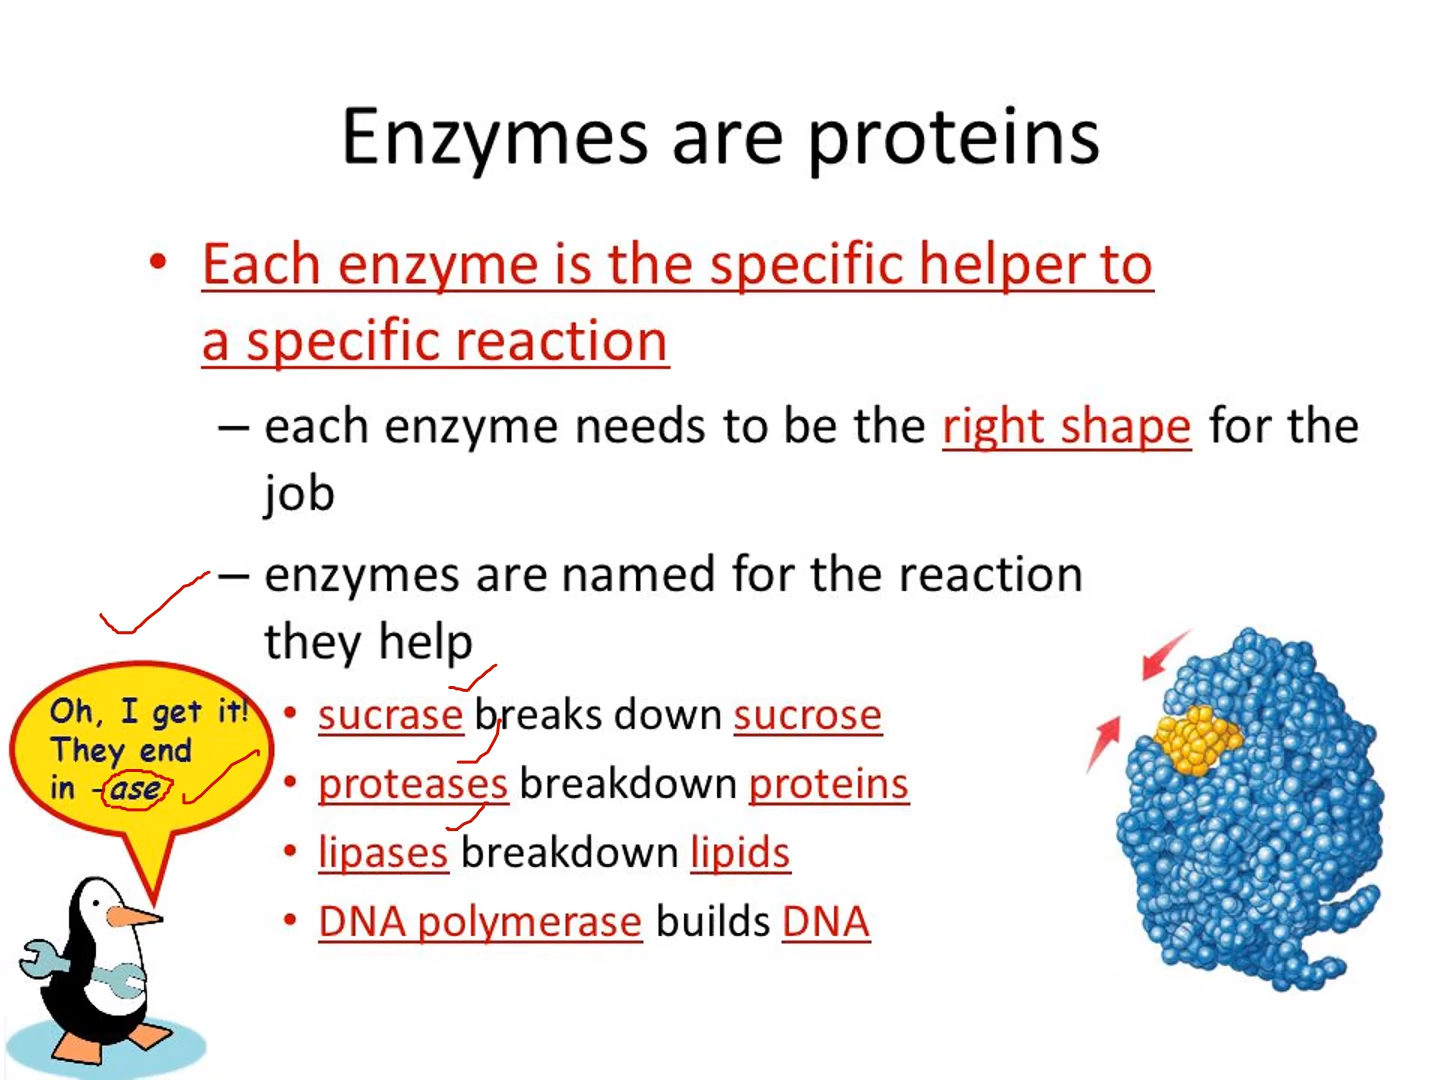 Enzymes are proteins
• Each enzyme is the specific helper to
a specific reaction
– each enzyme needs to be the right shape for the
job
– enzymes are named for the reaction
they help
• sucrase breaks down sucrose
• proteases breakdown proteins
• lipases breakdown lipids
• DNA polymerase builds DNA
Oh, I get it!
They end
in -ase